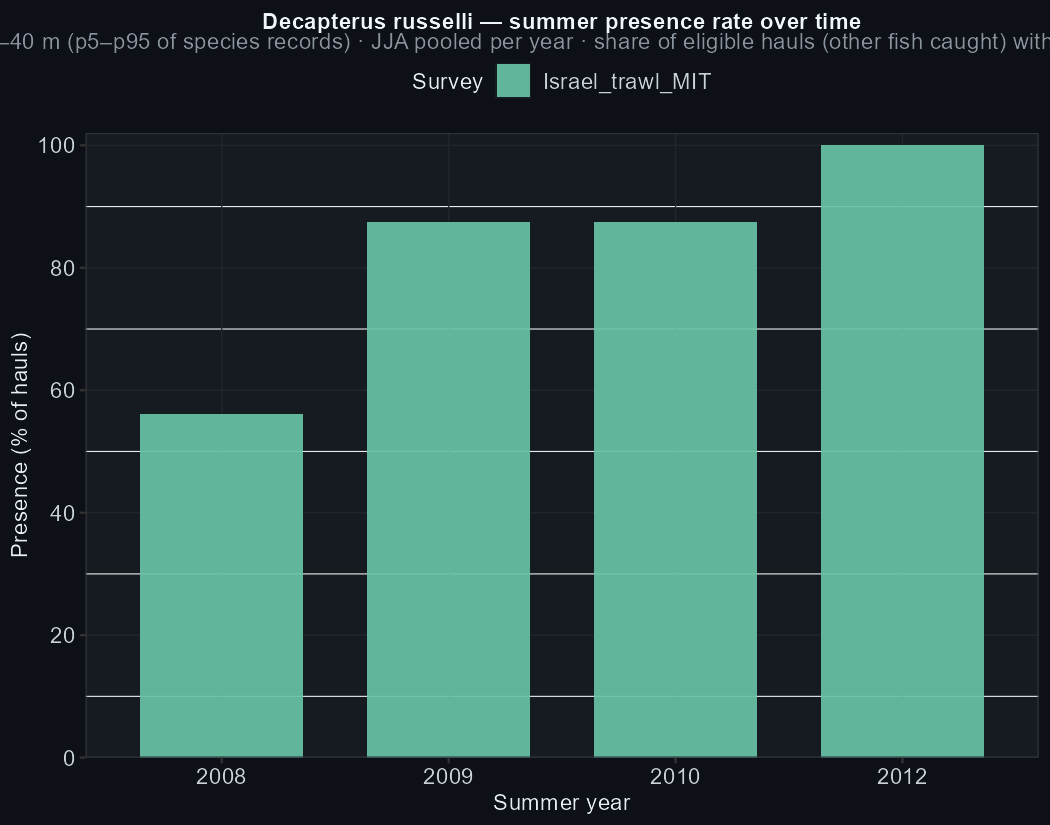 Decapterus russelli — summer presence rate over time
–40 m (p5–p95 of species records) · JJA pooled per year · share of eligible hauls (other fish caught) with
Survey Israel_trawl_MIT
Presence (% of hauls)
100
80
60
40
20
0
2008 2009 2010 2012
Summer year